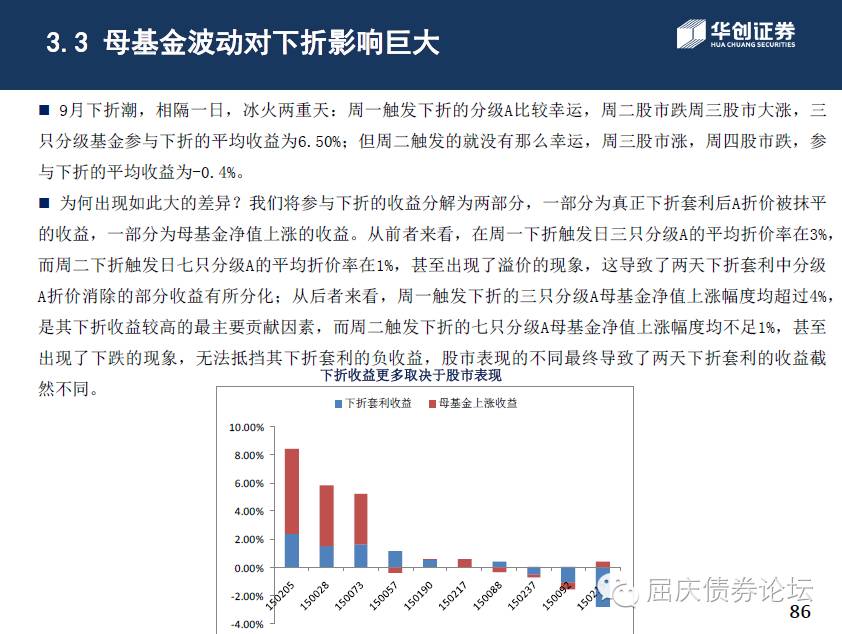 3.3 母基金波动对下折影响巨大
华创证券
HUA CHUANG SECURITIES
■ 9月下折潮，相隔一日，冰火两重天：周一触发下折的分级A比较幸运，周二股市跌周三股市大涨，三
只分级基金参与下折的平均收益为6.50%；但周二触发的就没有那么幸运，周三股市涨，周四股市跌，参
与下折的平均收益为-0.4%。
■ 为何出现如此大的差异？我们将参与下折的收益分解为两部分，一部分为真正下折套利后A折价被抹平
的收益，一部分为母基金净值上涨的收益。从前者来看，在周一下折触发日三只分级A的平均折价率在3%，
而周二下折触发日七只分级A的平均折价率在1%，甚至出现了溢价的现象，这导致了两天下折套利中分级
A折价消除的部分收益有所分化；从后者来看，周一触发下折的三只分级A母基金净值上涨幅度均超过4%，
是其下折收益较高的最主要贡献因素，而周二触发下折的七只分级A母基金净值上涨幅度均不足1%，甚至
出现了下跌的现象，无法抵挡其下折套利的负收益，股市表现的不同最终导致了两天下折套利的收益截
然不同。
下折收益更多取决于股市表现
下折套利收益 母基金上涨收益
10.00%
8.00%
6.00%
4.00%
2.00%
0.00%
-2.00%
-4.00%
150205 150028 150073 150057 150190 150217 150088 150237 150092
屈庆债券论坛
86